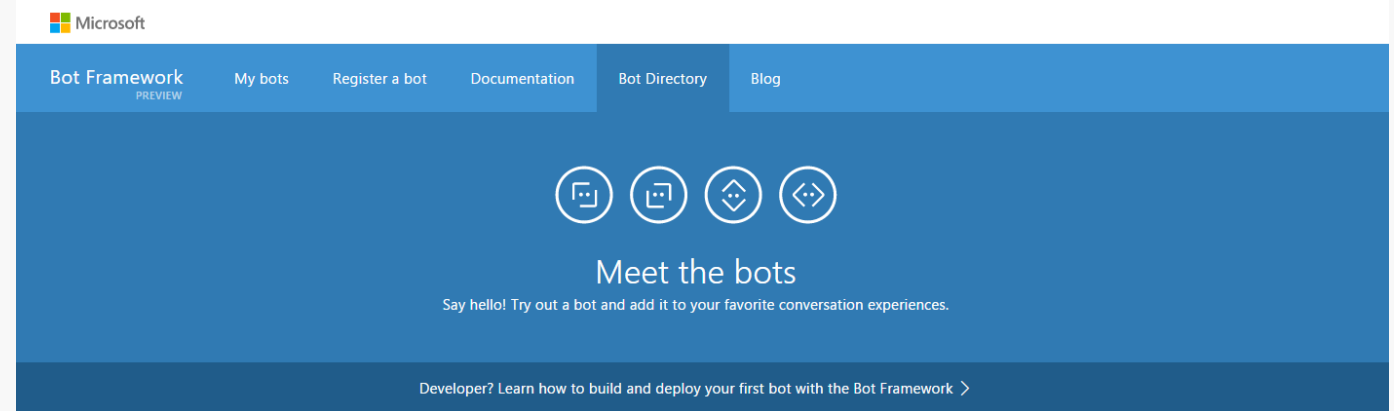 Microsoft
Bot Framework My bots Register a bot Documentation Bot Directory Blog
PREVIEW
Meet the bots
Say hello! Try out a bot and add it to your favorite conversation experiences.
Developer? Learn how to build and deploy your first bot with the Bot Framework >